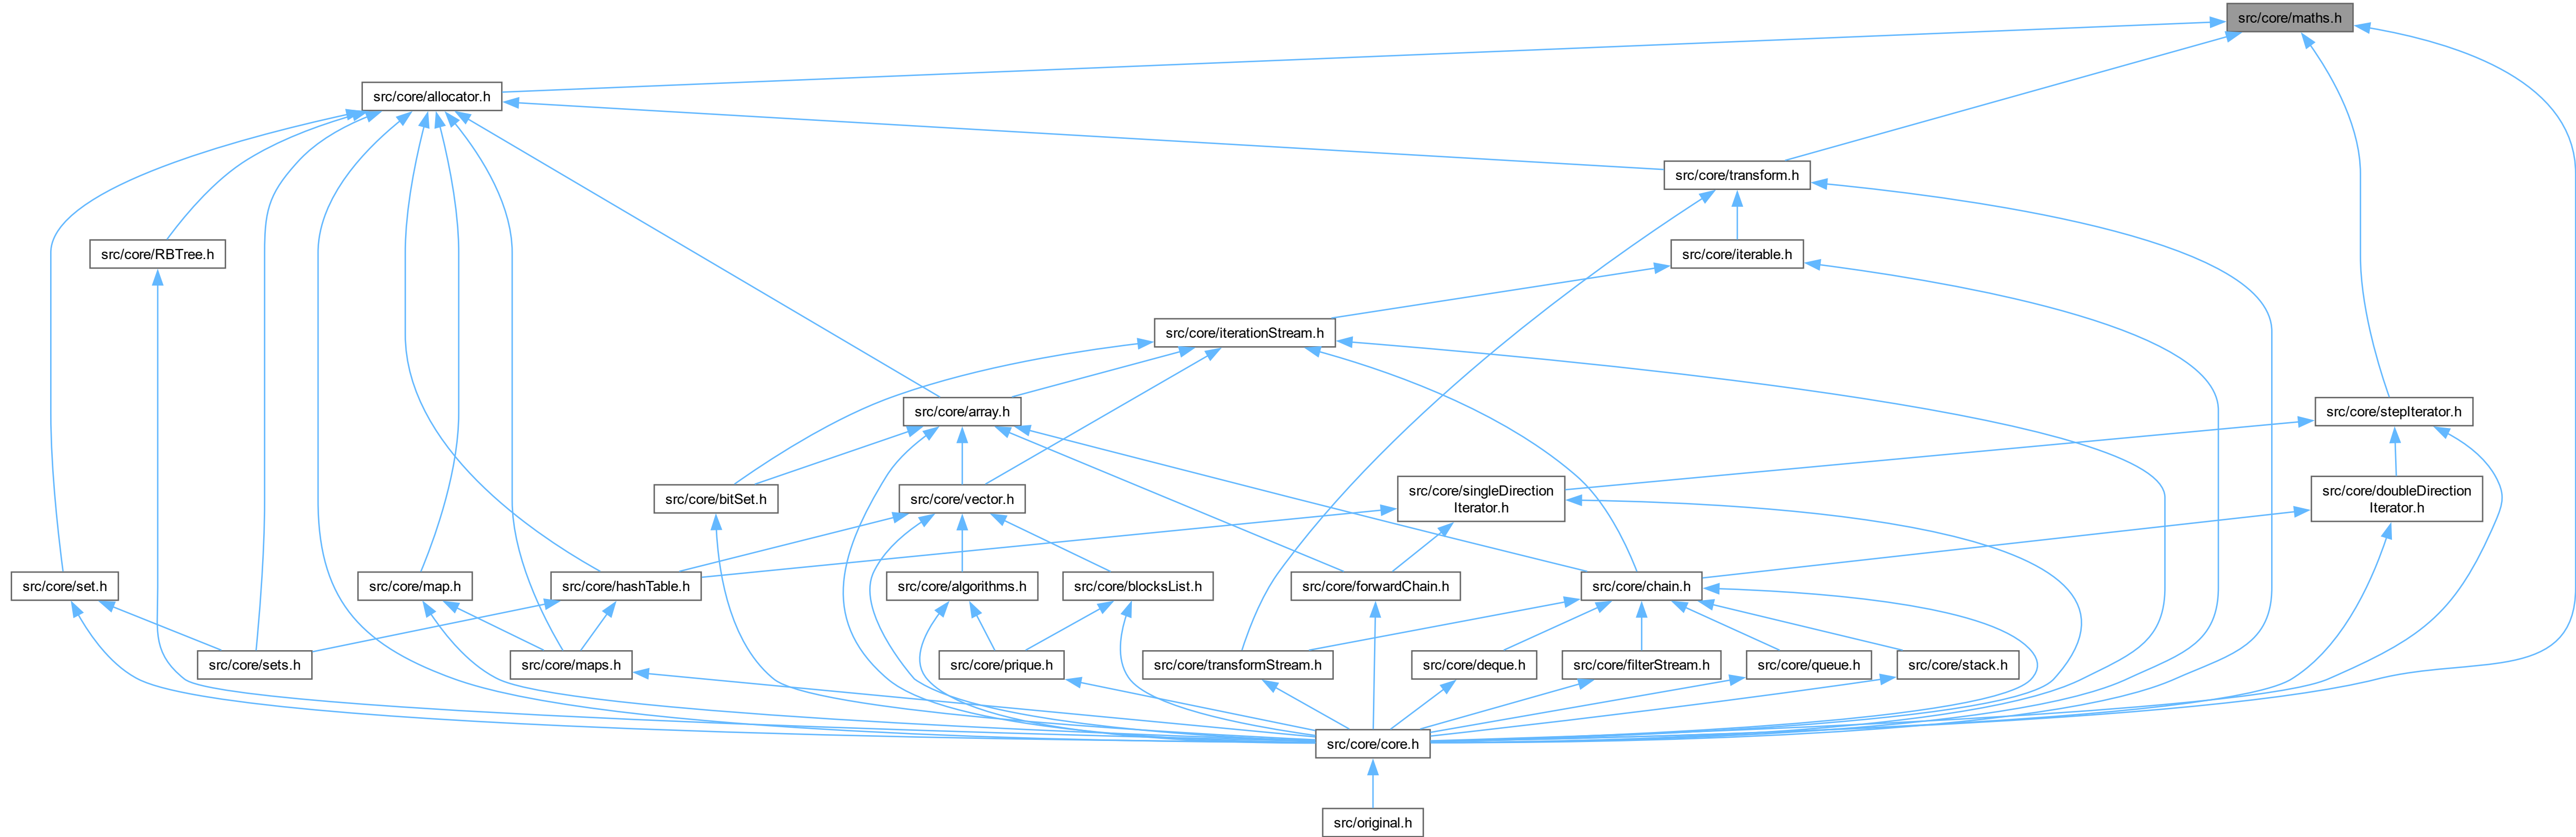 src/core/maths.h
src/core/allocator.h
src/core/transform.h
src/core/RBTree.h
src/core/iterable.h
src/core/iterationStream.h
src/core/array.h
src/core/stepIterator.h
src/core/bitSet.h
src/core/vector.h
src/core/singleDirection
Iterator.h
src/core/doubleDirection
Iterator.h
src/core/set.h
src/core/map.h
src/core/hashTable.h
src/core/algorithms.h
src/core/blocksList.h
src/core/forwardChain.h
src/core/chain.h
src/core/sets.h
src/core/maps.h
src/core/prique.h
src/core/transformStream.h
src/core/deque.h
src/core/filterStream.h
src/core/queue.h
src/core/stack.h
src/core/core.h
src/original.h